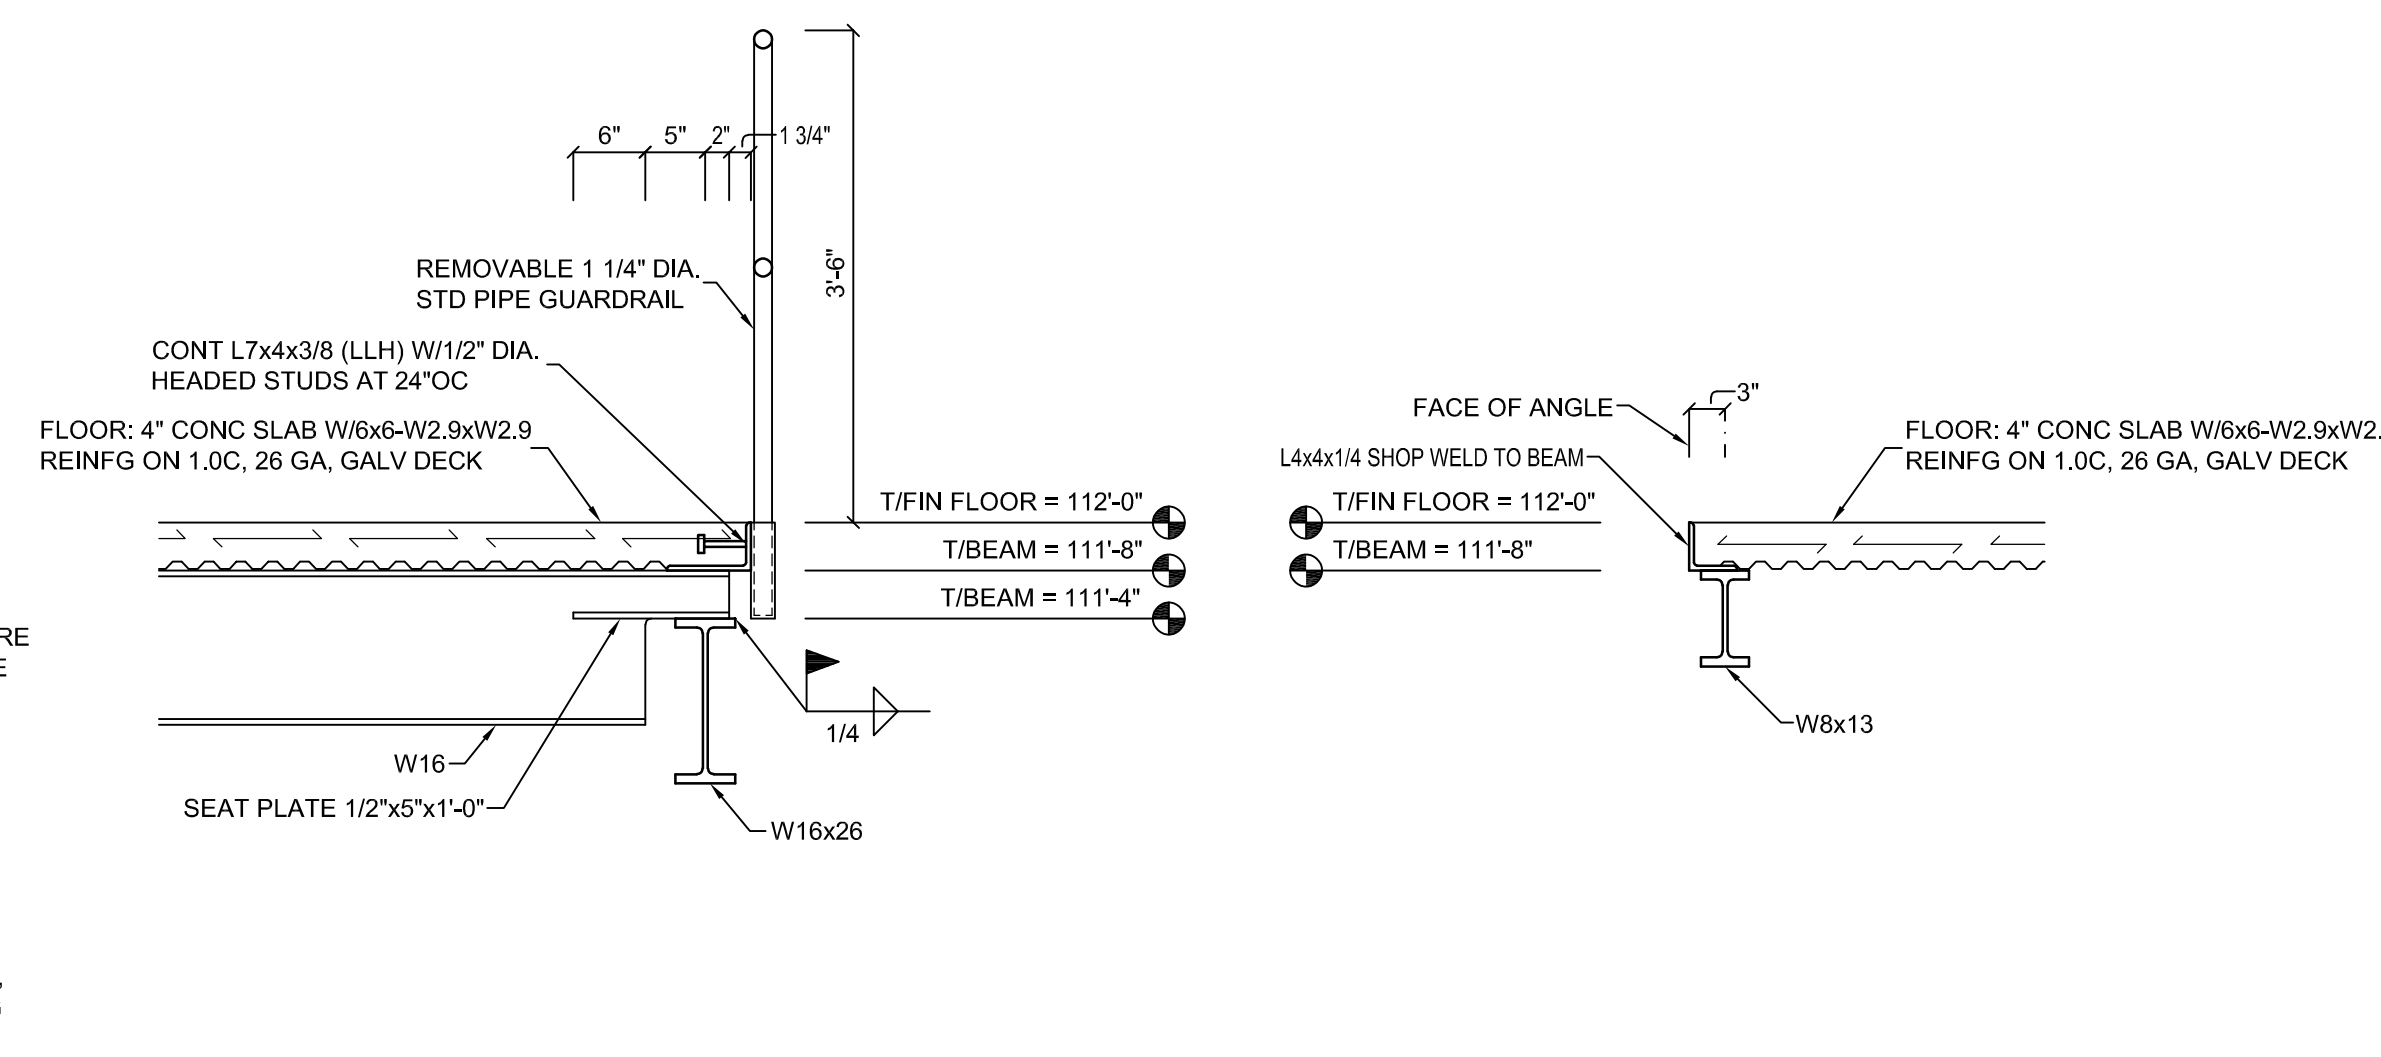 6" 5" 2" 1 3/4"
3'-6"
REMOVABLE 1 1/4" DIA.
STD PIPE GUARDRAIL
CONT L7x4x3/8 (LLH) W/1/2" DIA.
HEADED STUDS AT 24"OC
FLOOR: 4" CONC SLAB W/6x6-W2.9xW2.9
REINFG ON 1.0C, 26 GA, GALV DECK
T/FIN FLOOR = 112'-0"
T/BEAM = 111'-8"
T/BEAM = 111'-4"
RE
E
1/4
W16
SEAT PLATE 1/2"x5"x1'-0"
W16x26
3"
FACE OF ANGLE
L4x4x1/4 SHOP WELD TO BEAM
FLOOR: 4" CONC SLAB W/6x6-W2.9xW2.
REINFG ON 1.0C, 26 GA, GALV DECK
T/FIN FLOOR = 112'-0"
T/BEAM = 111'-8"
W8x13